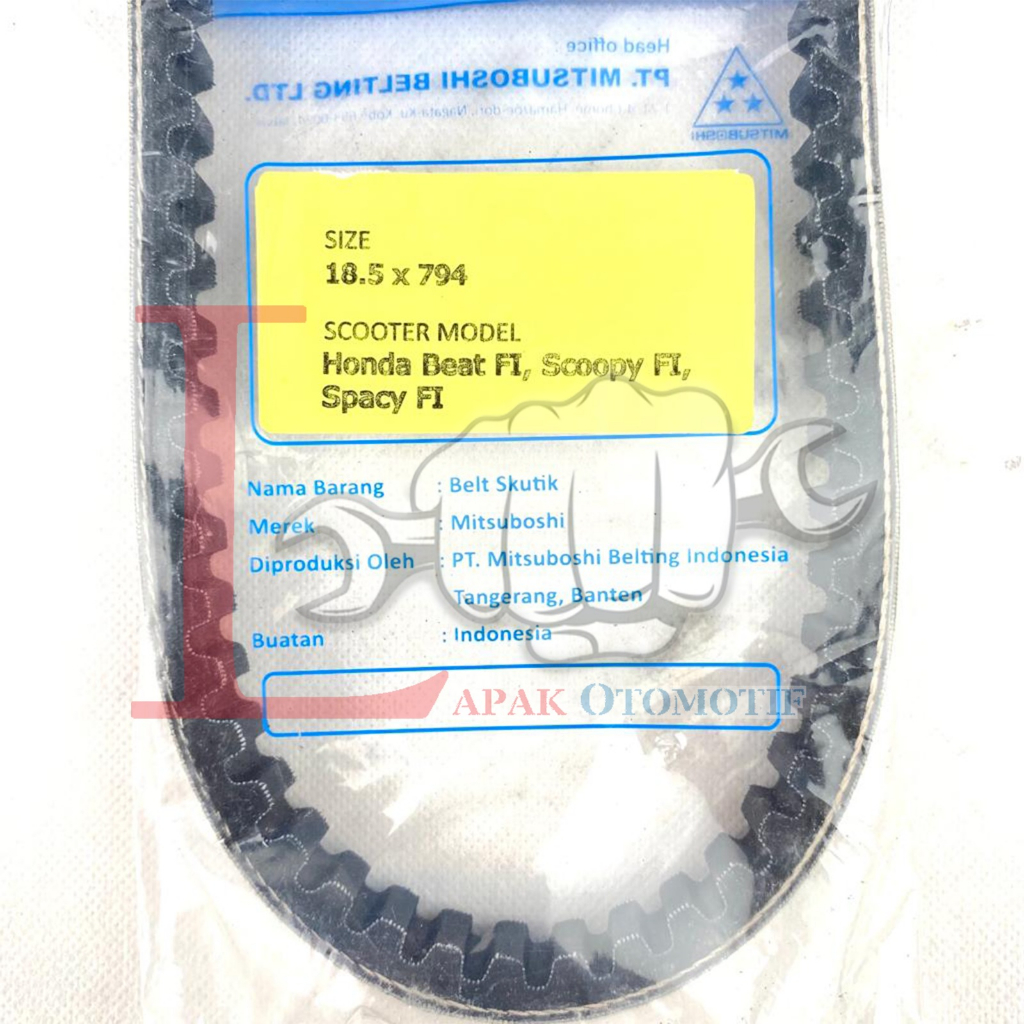 Head office :
PT. MITSUBOSHI BELTING LTD.
MITSUBOSHI
SIZE
18.5 x 794
SCOOTER MODEL
Honda Beat FI, Scoopy FI,
Spacy FI
Nama Barang : Belt Skutik
Merek : Mitsuboshi
Diproduksi Oleh : PT. Mitsuboshi Belting Indonesia
Tangerang, Banten
Buatan : Indonesia
LAPAK OTOMOTIF